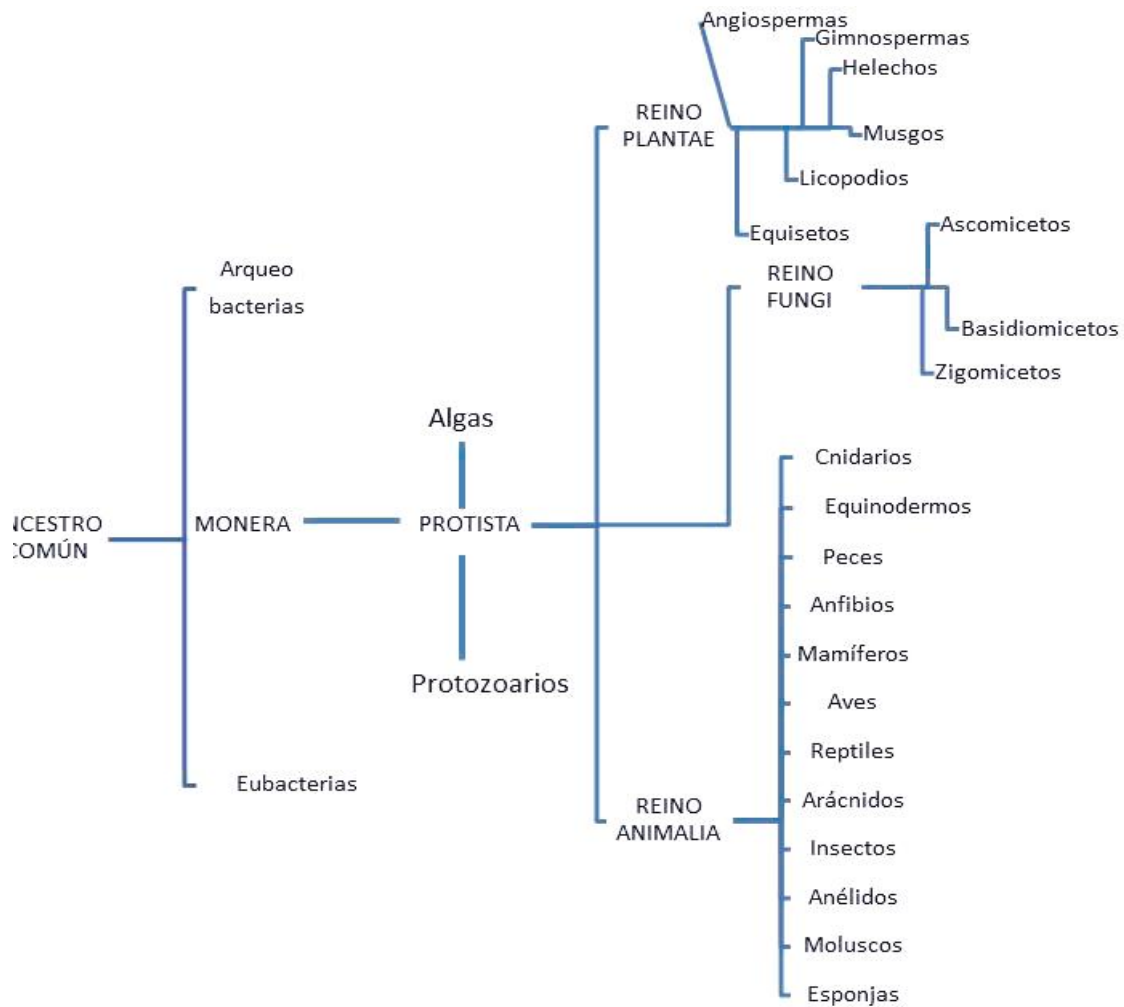 Angiospermas
Gimnospermas
Helechos
REINO
PLANTAE
Musgos
Licopodios
Equisetos
Ascomicetos
REINO
FUNGI
Basidiomicetos
Zigomicetos
Arqueo
bacterias
Algas
NCESTRO
COMÚN
MONERA
PROTISTA
Protozoarios
Eubacterias
Cnidarios
Equinodermos
Peces
Anfibios
Mamíferos
Aves
Reptiles
REINO
ANIMALIA
Arácnidos
Insectos
Anélidos
Moluscos
Esponjas